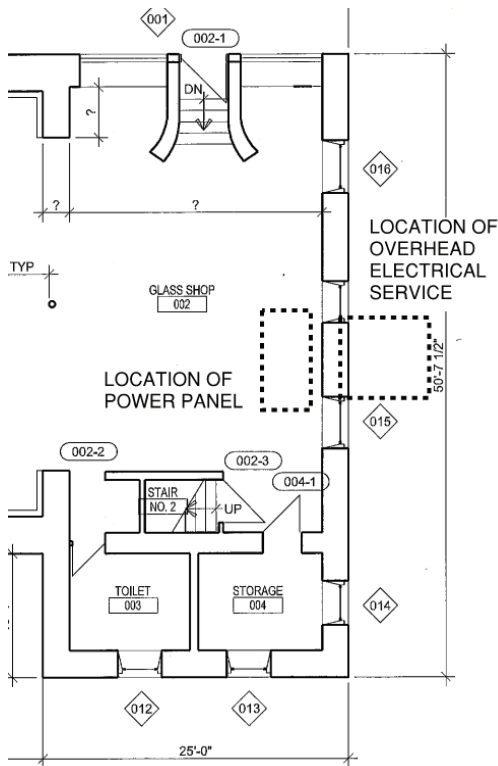 001
002-1
DN
?
016
?
?
LOCATION OF
OVERHEAD
ELECTRICAL
SERVICE
TYP
GLASS SHOP
002
50'-7 1/2"
LOCATION OF
POWER PANEL
015
002-2
002-3
004-1
STAIR
NO. 2
UP
TOILET
003
STORAGE
004
014
012
013
25'-0"